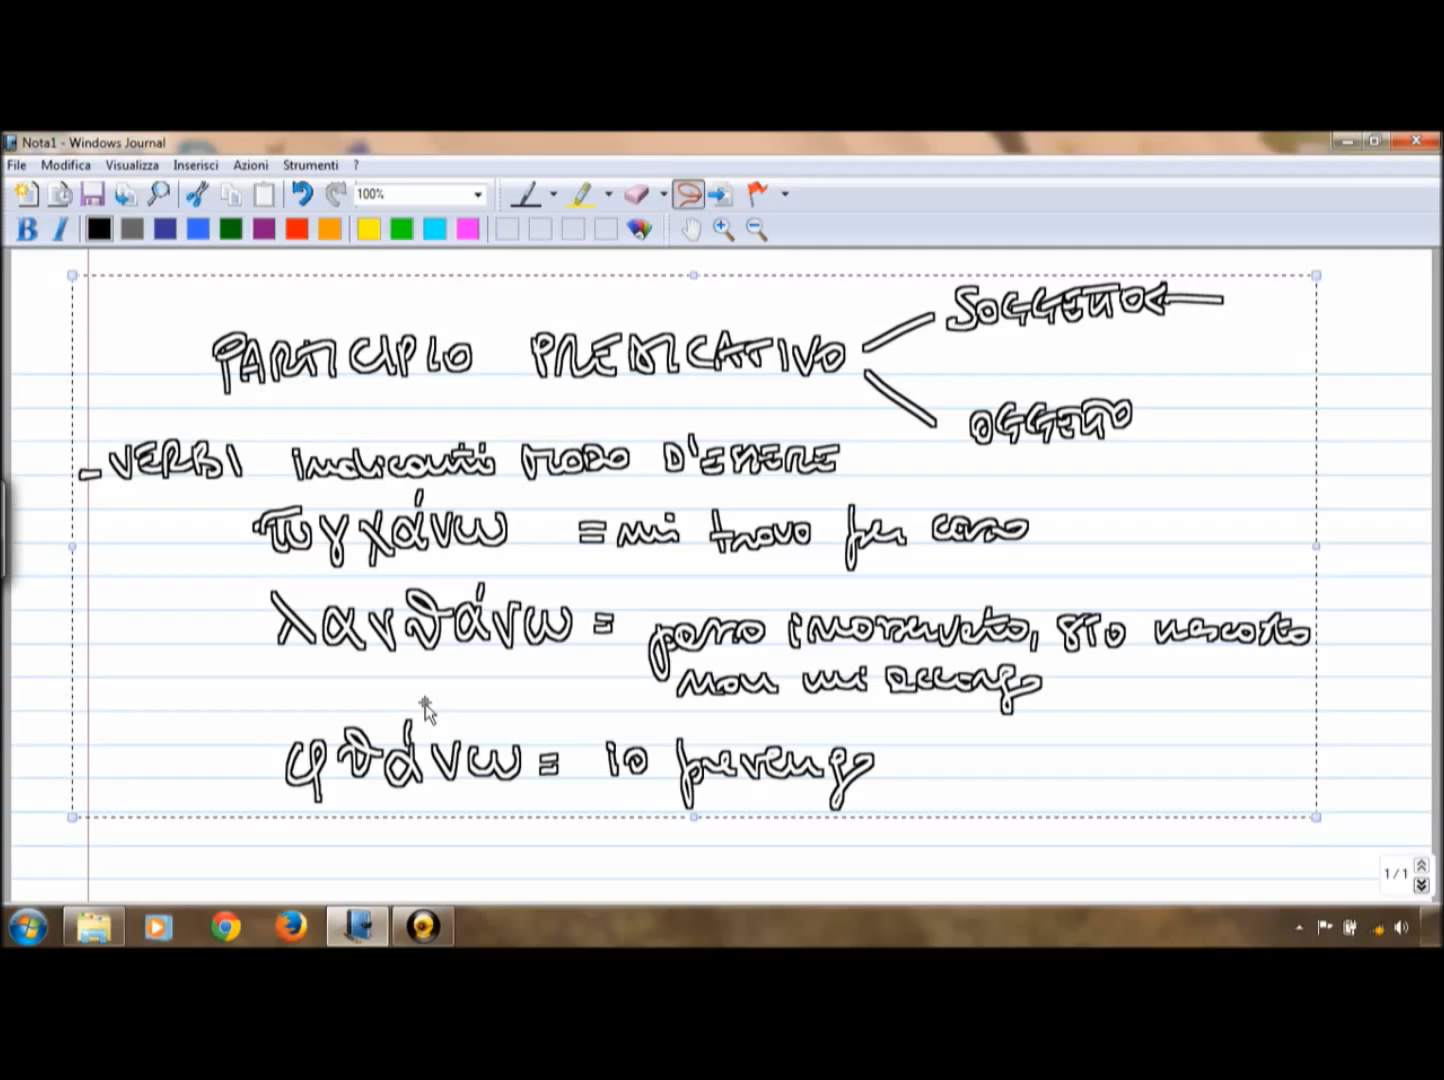 Nota1 - Windows Journal
File Modifica Visualizza Inserisci Azioni Strumenti ?
100%
B I
SOGGETTO
PARTICIPIO PREDICATIVO
OGGETTO
- VERBI indicanti MODO D'ESSERE
τυγχάνω = mi trovo per caso
λανθάνω = passo inosservato, sto nascosto
non mi accorgo
φθάνω = io prevengo
1 / 1